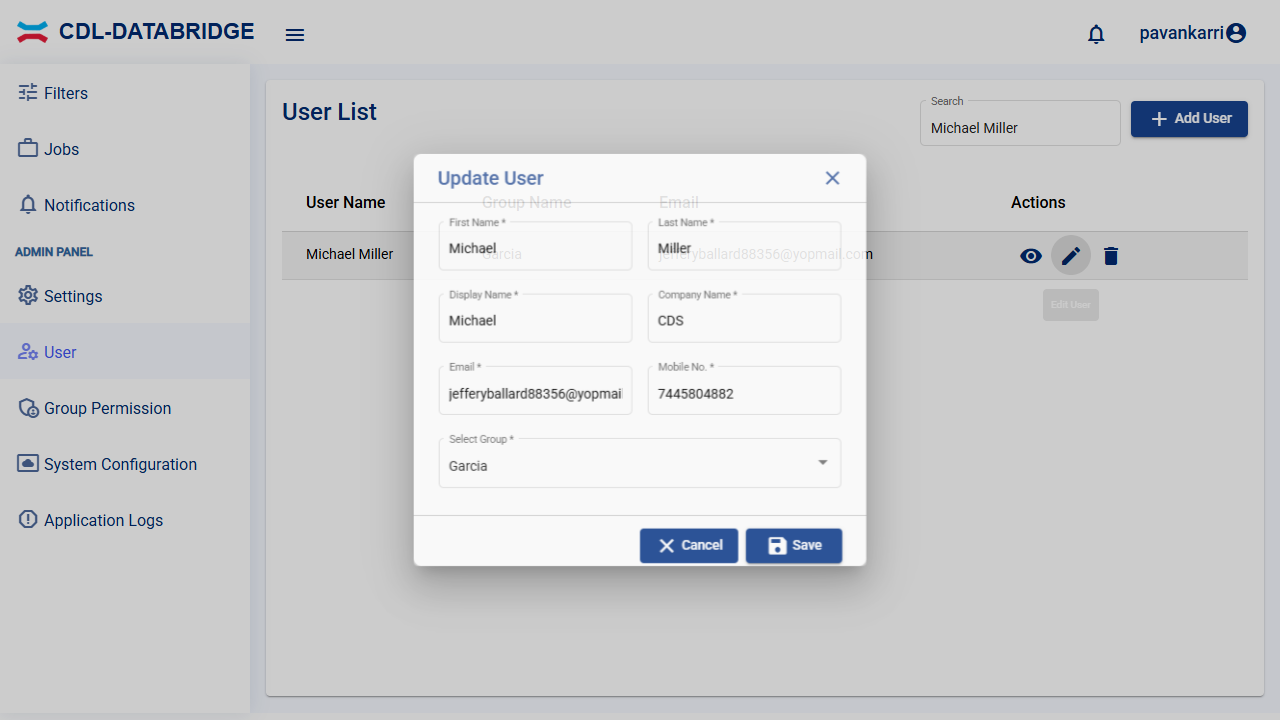 CDL-DATABRIDGE
pavankarri
Filters
Jobs
Notifications
ADMIN PANEL
Settings
User
Group Permission
System Configuration
Application Logs
User List
Search
Michael Miller
Add User
User Name
Group Name
Email
Actions
Michael Miller
Garcia
jefferyballard88356@yopmail.com
Edit User
Update User
First Name *
Michael
Last Name *
Miller
Display Name *
Michael
Company Name *
CDS
Email *
jefferyballard88356@yopmai
Mobile No. *
7445804882
Select Group *
Garcia
Cancel
Save